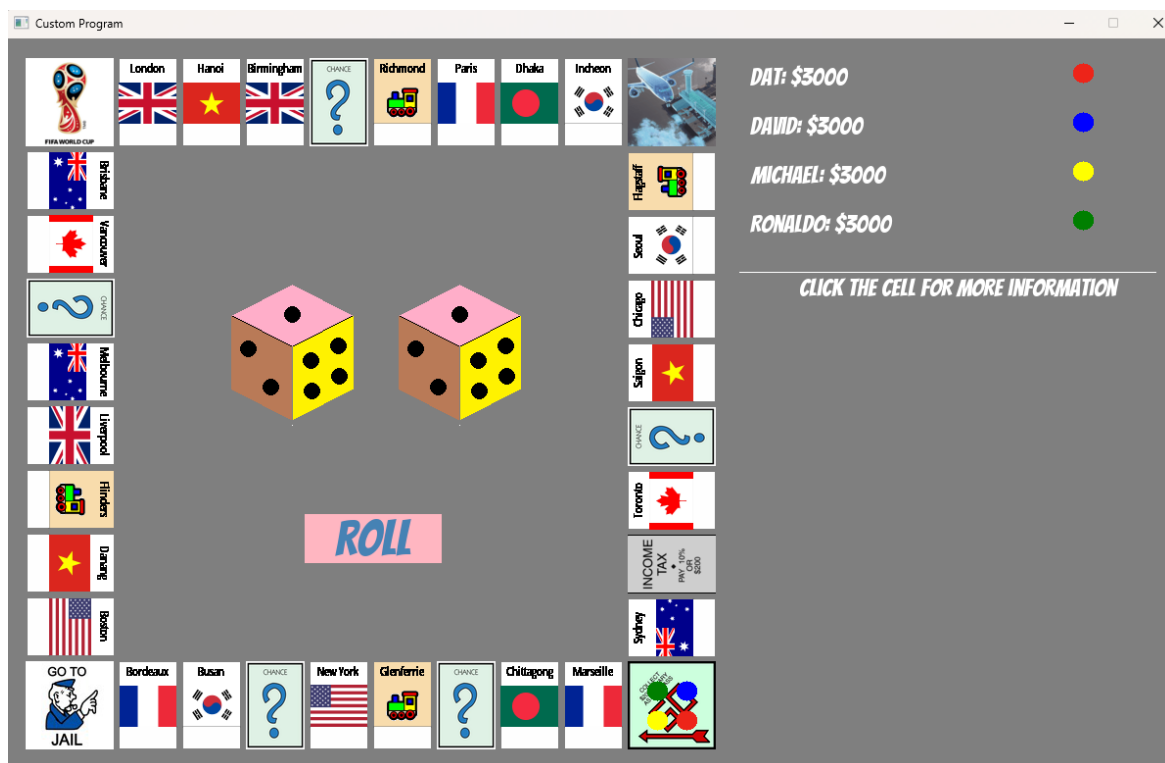 Custom Program
FIFA WORLD CUP
London
Hanoi
Birmingham
CHANCE
Richmond
Paris
Dhaka
Incheon
DAT: $3000
DAVID: $3000
MICHAEL: $3000
RONALDO: $3000
CLICK THE CELL FOR MORE INFORMATION
Brisbane
Vancouver
CHANCE
Melbourne
Liverpool
Flinders
Danang
Boston
Flagstaff
Seoul
Chicago
Saigon
CHANCE
Toronto
INCOME
TAX
PAY 10%
OR
$200
Sydney
ROLL
GO TO
JAIL
Bordeaux
Busan
CHANCE
New York
Glenferrie
CHANCE
Chittagong
Marseille
COLLECT